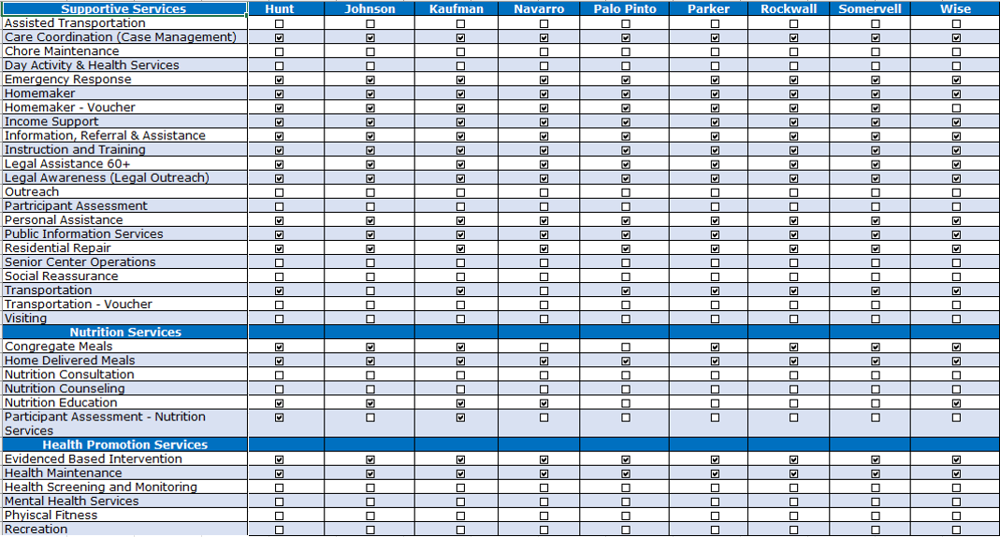 Supportive Services Hunt Johnson Kaufman Navarro Palo Pinto Parker Rockwall Somervell Wise
Assisted Transportation
Care Coordination (Case Management)
Chore Maintenance
Day Activity & Health Services
Emergency Response
Homemaker
Homemaker - Voucher
Income Support
Information, Referral & Assistance
Instruction and Training
Legal Assistance 60+
Legal Awareness (Legal Outreach)
Outreach
Partricipant Assessment
Personal Assistance
Public Information Services
Residential Repair
Senior Center Operations
Social Reassurance
Transportation
Transportation - Voucher
Visiting
Nutrition Services
Congregate Meals
Home Delivered Meals
Nutrition Consultation
Nutrition Counseling
Nutrition Education
Participant Assessment - Nutrition
Services
Health Promotion Services
Evidenced Based Intervention
Health Maintenance
Health Screening and Monitoring
Mental Health Services
Phyiscal Fitness
Recreation